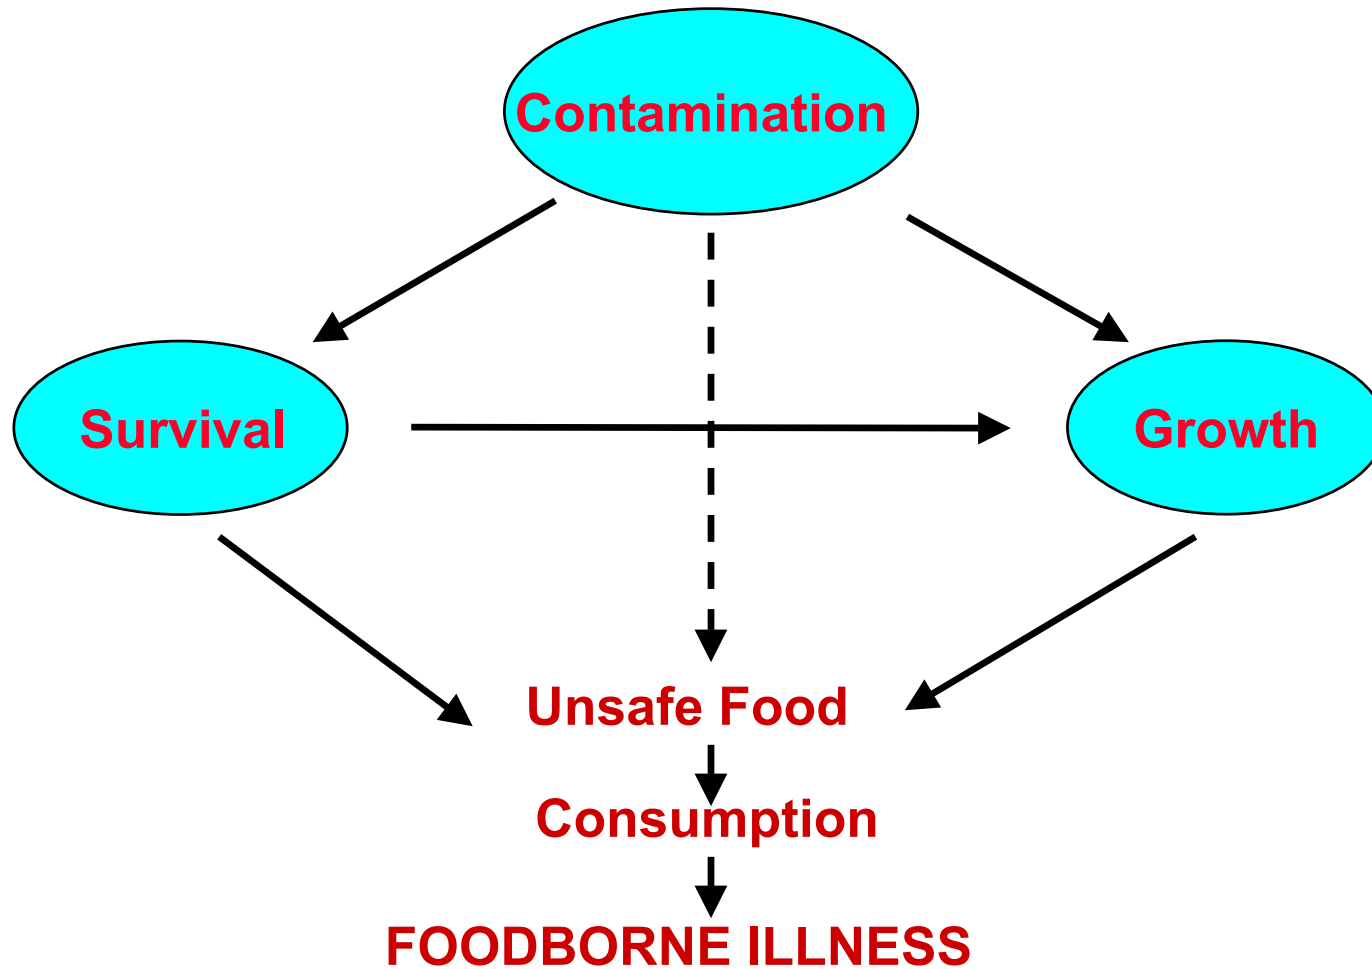 Contamination
Survival
Growth
Unsafe Food
Consumption
FOODBORNE ILLNESS